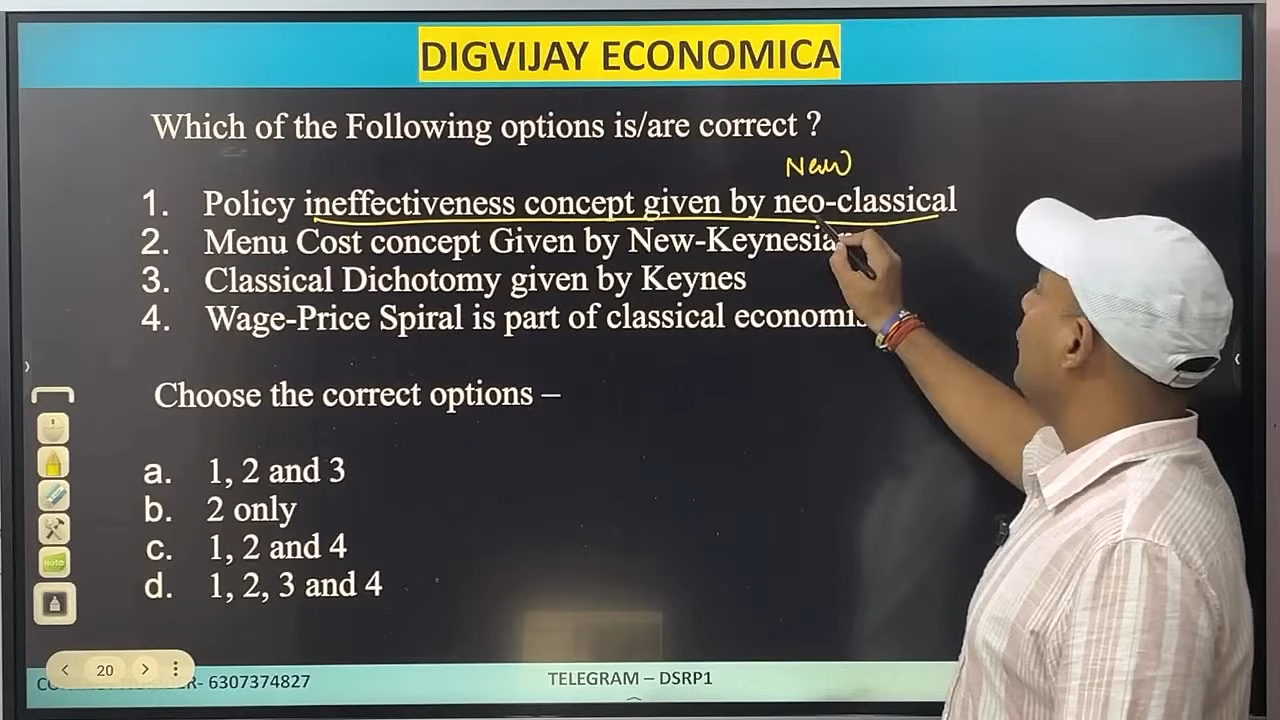 DIGVIJAY ECONOMICA
Which of the Following options is/are correct ?
New
1. Policy ineffectiveness concept given by neo-classical
2. Menu Cost concept Given by New-Keynesian
3. Classical Dichotomy given by Keynes
4. Wage-Price Spiral is part of classical economis
Choose the correct options –
a. 1, 2 and 3
b. 2 only
c. 1, 2 and 4
d. 1, 2, 3 and 4
Note
20
R- 6307374827
TELEGRAM – DSRP1